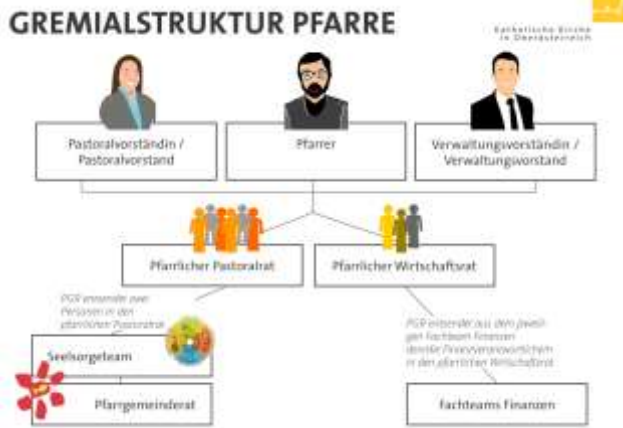 GREMIALSTRUKTUR PFARRE
Katholische Kirche
in Oberösterreich
Pastoralvorständin /
Pastoralvorstand
Pfarrer
Verwaltungsvorständin /
Verwaltungsvorstand
Pfarrlicher Pastoralrat
Pfarrlicher Wirtschaftsrat
PGR entsendet zwei
Personen in den
pfarrlichen Pastoralrat
PGR entsendet aus dem jeweili-
gen Fachteam Finanzen
den/die Finanzverantwortliche/n
in den pfarrlichen Wirtschaftsrat
Seelsorgeteam
Pfarrgemeinderat
Fachteams Finanzen